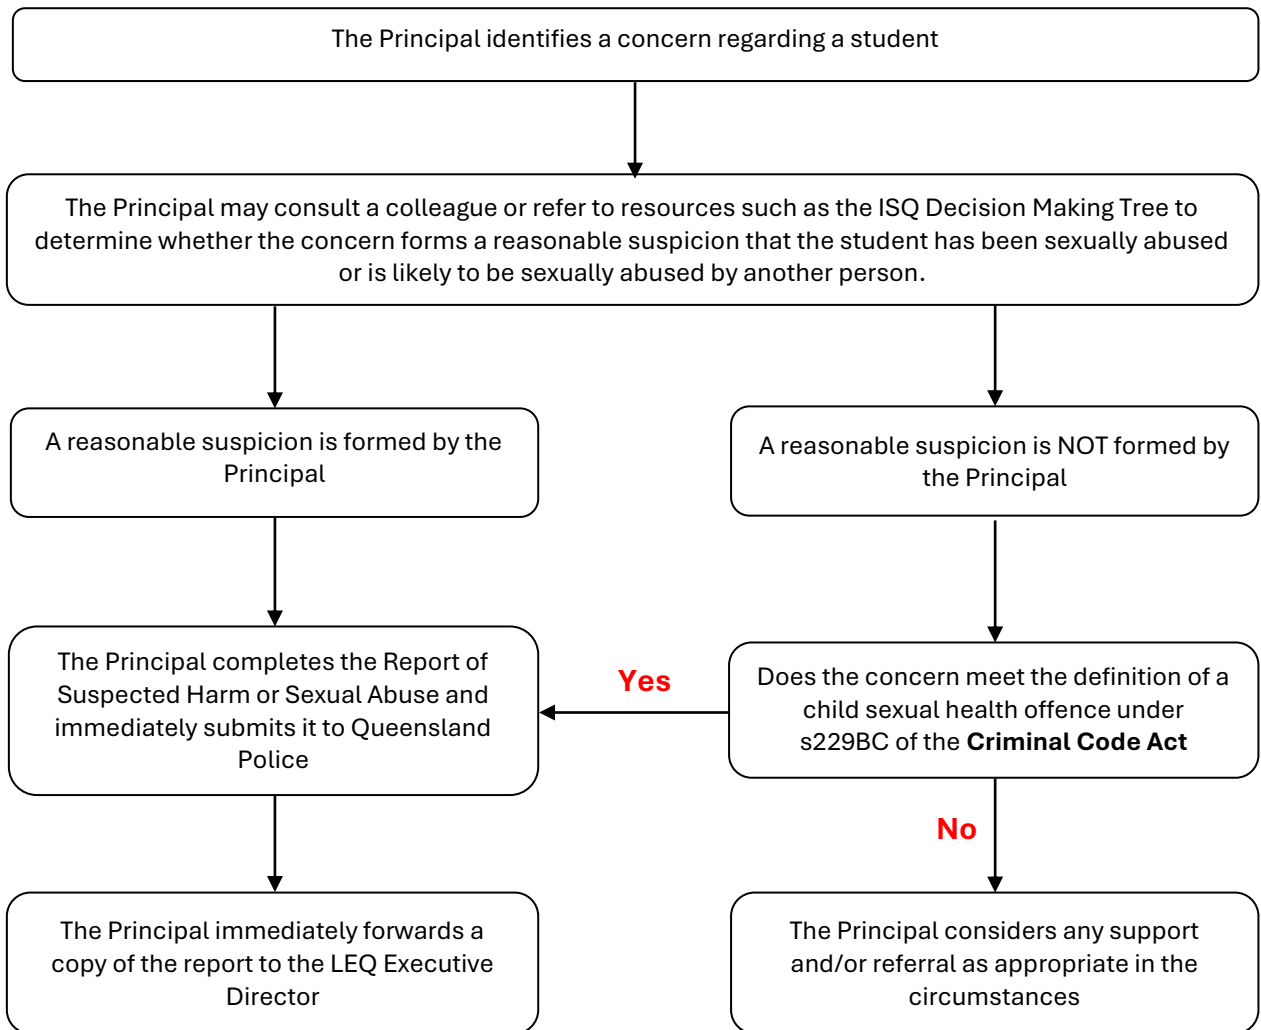 The Principal identifies a concern regarding a student
The Principal may consult a colleague or refer to resources such as the ISQ Decision Making Tree to
determine whether the concern forms a reasonable suspicion that the student has been sexually abused
or is likely to be sexually abused by another person.
A reasonable suspicion is formed by the
Principal
A reasonable suspicion is NOT formed by
the Principal
The Principal completes the Report of
Suspected Harm or Sexual Abuse and
immediately submits it to Queensland
Police
Yes
Does the concern meet the definition of a
child sexual health offence under
s229BC of the Criminal Code Act
No
The Principal immediately forwards a
copy of the report to the LEQ Executive
Director
The Principal considers any support
and/or referral as appropriate in the
circumstances